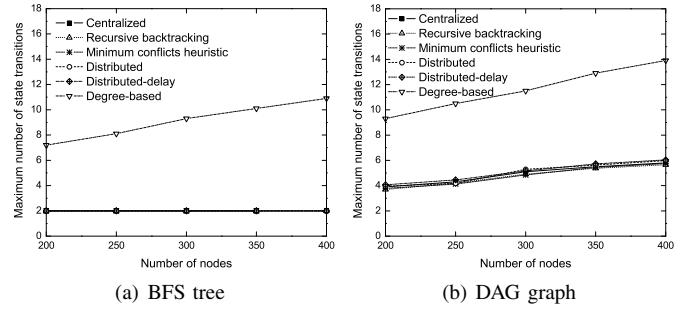 Maximum number of state transitions
18
16
14
12
10
8
6
4
2
0
Centralized
Recursive backtracking
Minimum conflicts heuristic
Distributed
Distributed-delay
Degree-based
200
250
300
350
400
Number of nodes
(a) BFS tree
Maximum number of state transitions
18
16
14
12
10
8
6
4
2
0
Centralized
Recursive backtracking
Minimum conflicts heuristic
Distributed
Distributed-delay
Degree-based
200
250
300
350
400
Number of nodes
(b) DAG graph